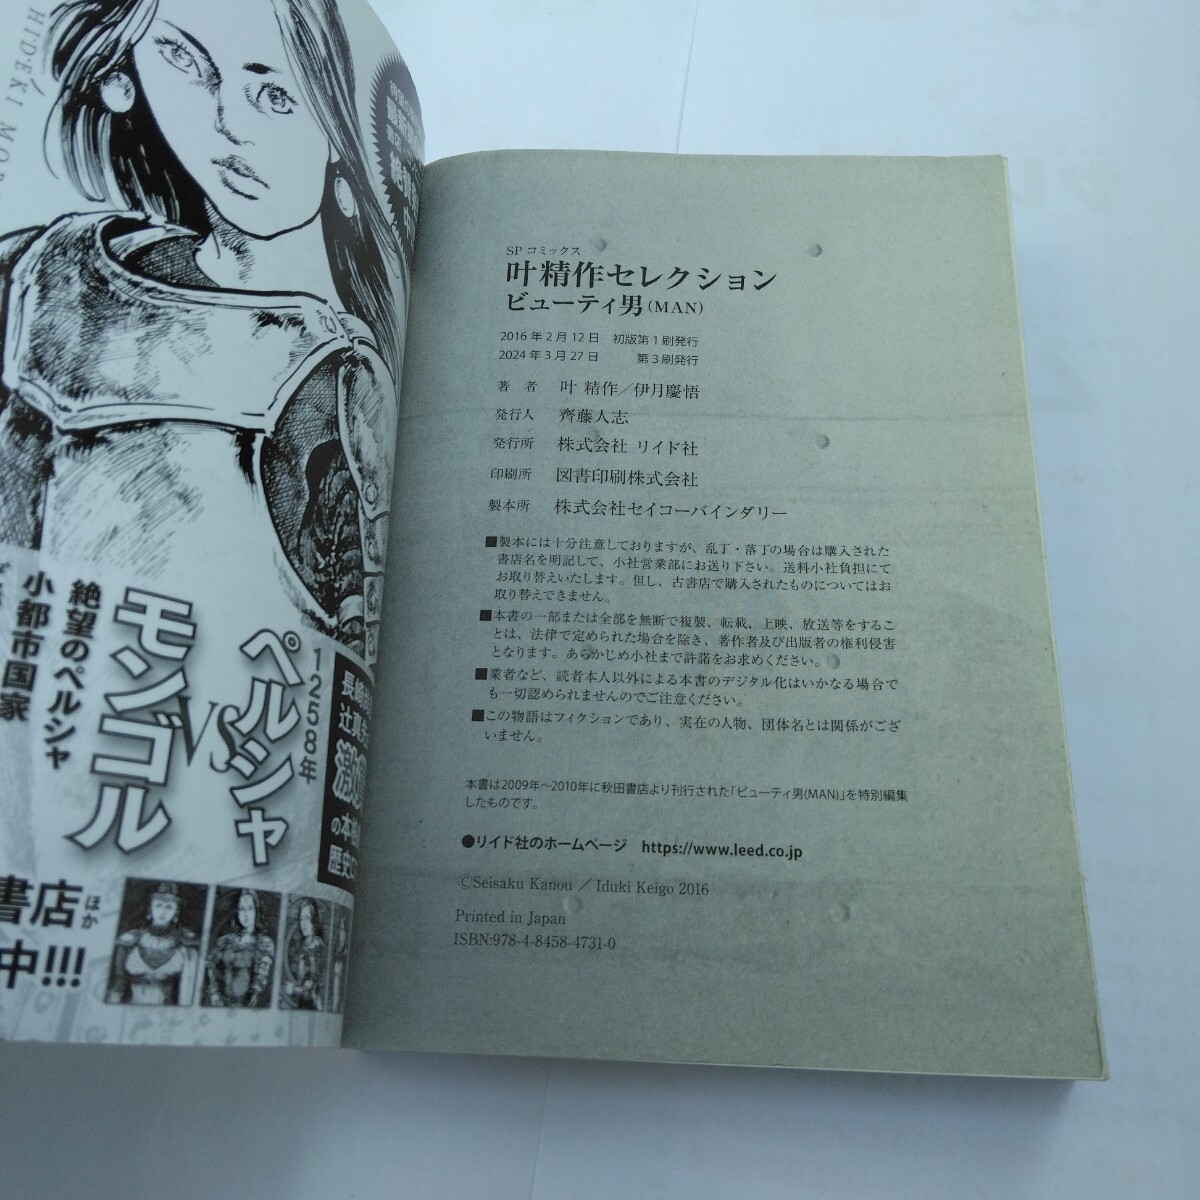 HIDEKI MO
ペルシャ
VS
モンゴル
1258年
絶望のペルシャ
小都市国家
歴史
書店ほか
中!!!
SPコミックス
叶精作セレクション
ビューティ男(MAN)
2016年2月12日 初版第1刷発行
2024年3月27日 第3刷発行
著 者 叶 精作／伊月慶悟
発行人 齊藤人志
発行所 株式会社 リイド社
印刷所 図書印刷株式会社
製本所 株式会社セイコーバインダリー
■製本には十分注意しておりますが、乱丁・落丁の場合は購入された
書店名を明記して、小社営業部にお送り下さい。送料小社負担にて
お取り替えいたします。但し、古書店で購入されたものについてはお
取り替えできません。
■本書の一部または全部を無断で複製、転載、上映、放送等をするこ
とは、法律で定められた場合を除き、著作者及び出版者の権利侵害
となります。あらかじめ小社まで許諾をお求めください。
■業者など、読者本人以外による本書のデジタル化はいかなる場合で
も一切認められませんのでご注意ください。
■この物語はフィクションであり、実在の人物、団体名とは関係がござ
いません。
本書は2009年〜2010年に秋田書店より刊行された「ビューティ男(MAN)」を特別編集
したものです。
●リイド社のホームページ https://www.leed.co.jp
©Seisaku Kanou ／ Iduki Keigo 2016
Printed in Japan
ISBN:978-4-8458-4731-0